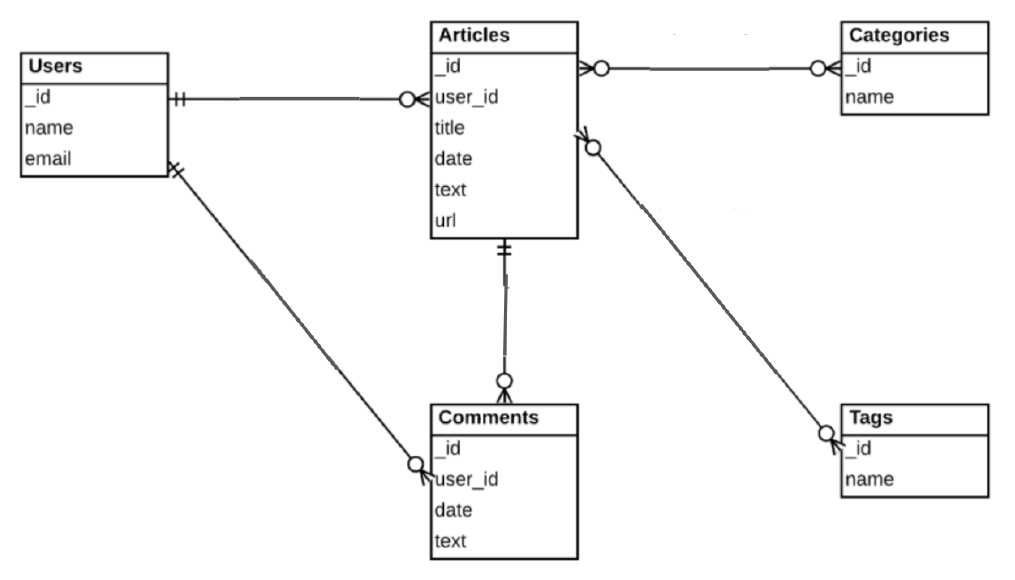 Users
_id
name
email
Articles
_id
user_id
title
date
text
url
Categories
_id
name
Comments
_id
user_id
date
text
Tags
_id
name